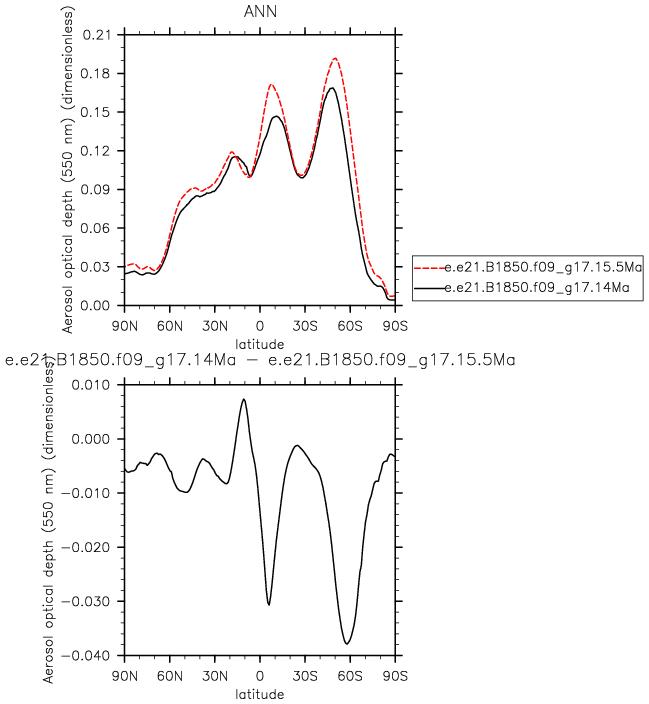 ANN
Aerosol optical depth (550 nm) (dimensionless)
0.21
0.18
0.15
0.12
0.09
0.06
0.03
0.00
90N 60N 30N 0 30S 60S 90S
latitude
e.e21.B1850.f09_g17.15.5Ma
e.e21.B1850.f09_g17.14Ma
e.e21.B1850.f09_g17.14Ma − e.e21.B1850.f09_g17.15.5Ma
Aerosol optical depth (550 nm) (dimensionless)
0.010
0.000
−0.010
−0.020
−0.030
−0.040
90N 60N 30N 0 30S 60S 90S
latitude